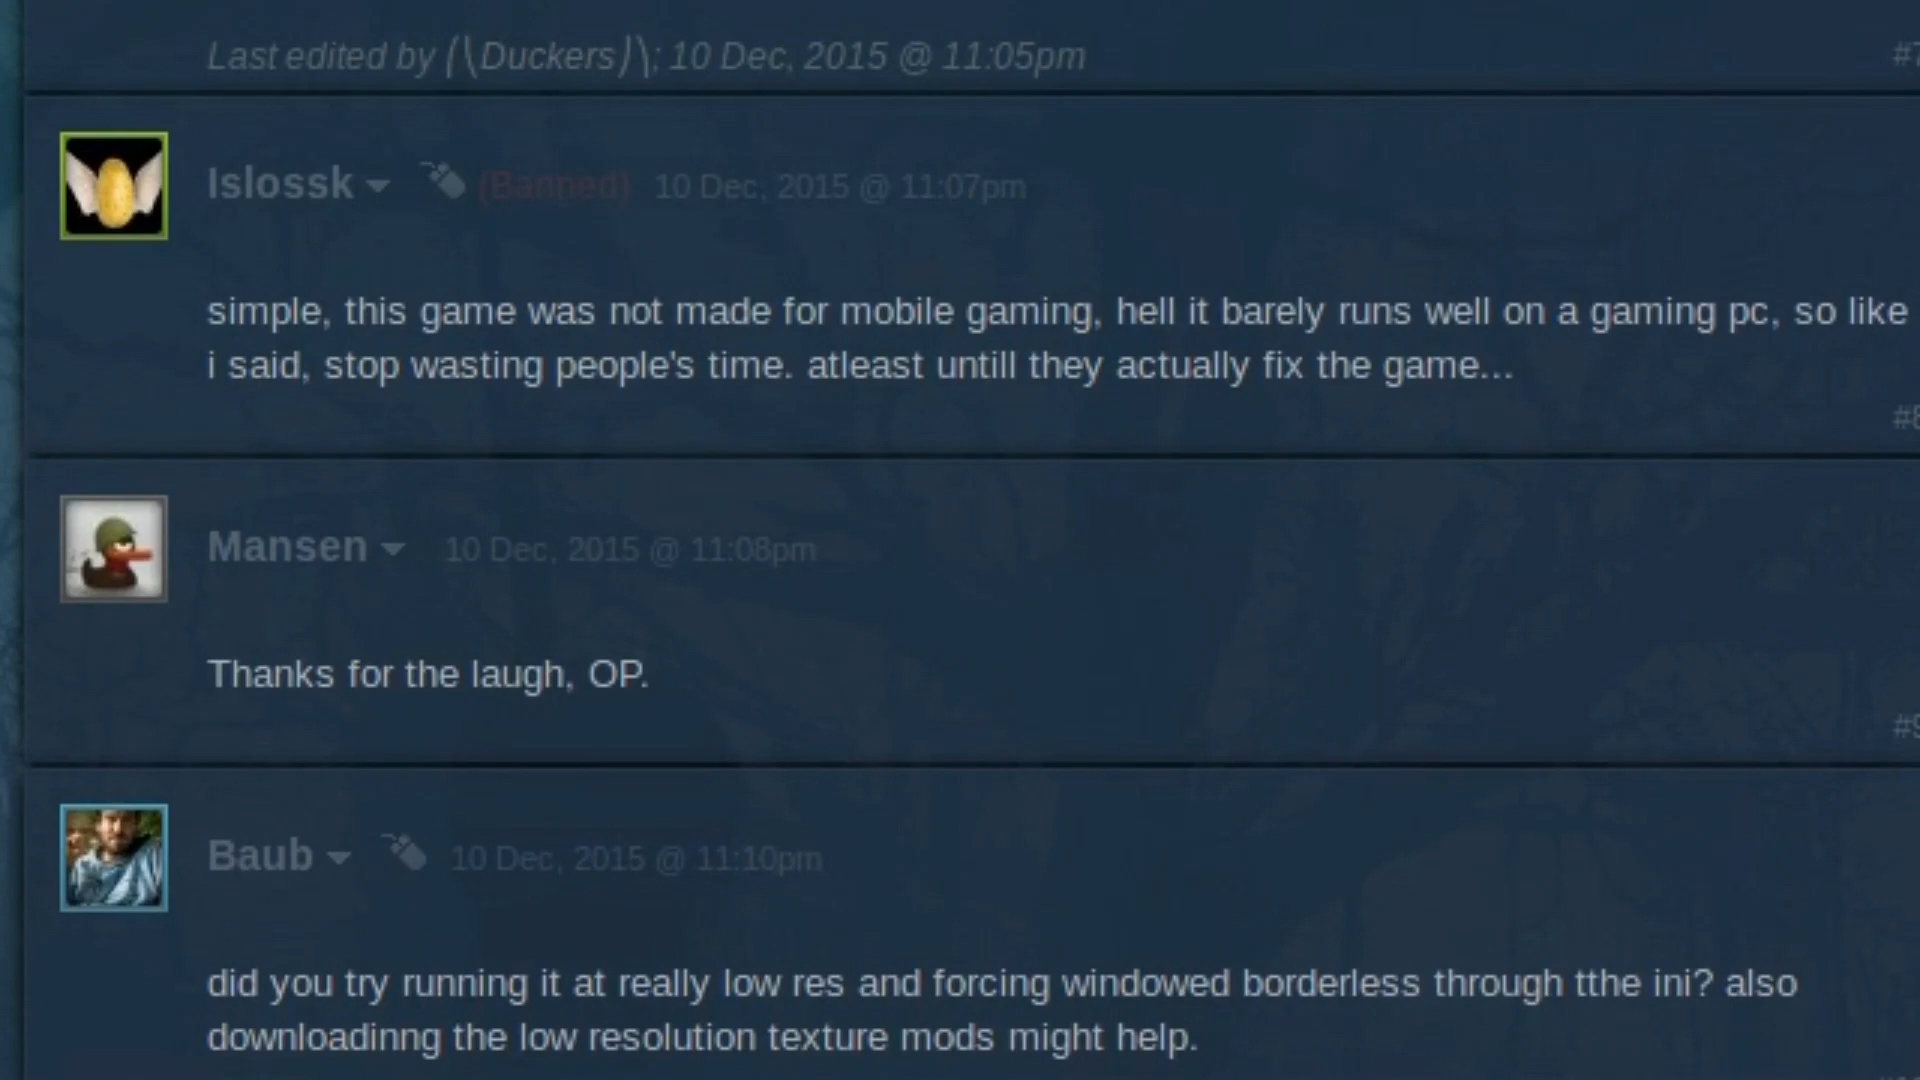 Last edited by ⎛⎝Duckers⎠⎞; 10 Dec, 2015 @ 11:05pm
#7
Islossk (Banned) 10 Dec, 2015 @ 11:07pm
simple, this game was not made for mobile gaming, hell it barely runs well on a gaming pc, so like
i said, stop wasting people's time. atleast untill they actually fix the game...
#8
Mansen 10 Dec, 2015 @ 11:08pm
Thanks for the laugh, OP.
#9
Baub 10 Dec, 2015 @ 11:10pm
did you try running it at really low res and forcing windowed borderless through tthe ini? also
downloadinng the low resolution texture mods might help.